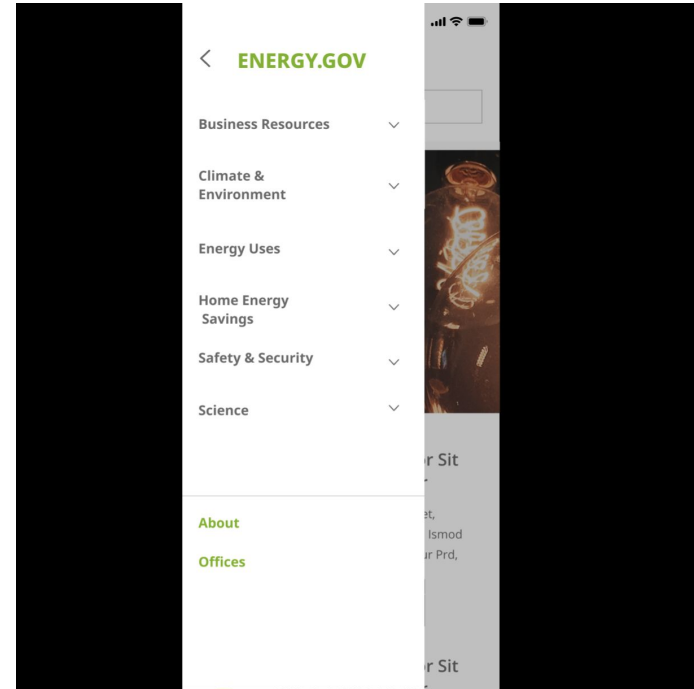 ENERGY.GOV
Business Resources
Climate &
Environment
Energy Uses
Home Energy
Savings
Safety & Security
Science
About
Offices
r Sit
et,
Ismod
ur Prd,
r Sit